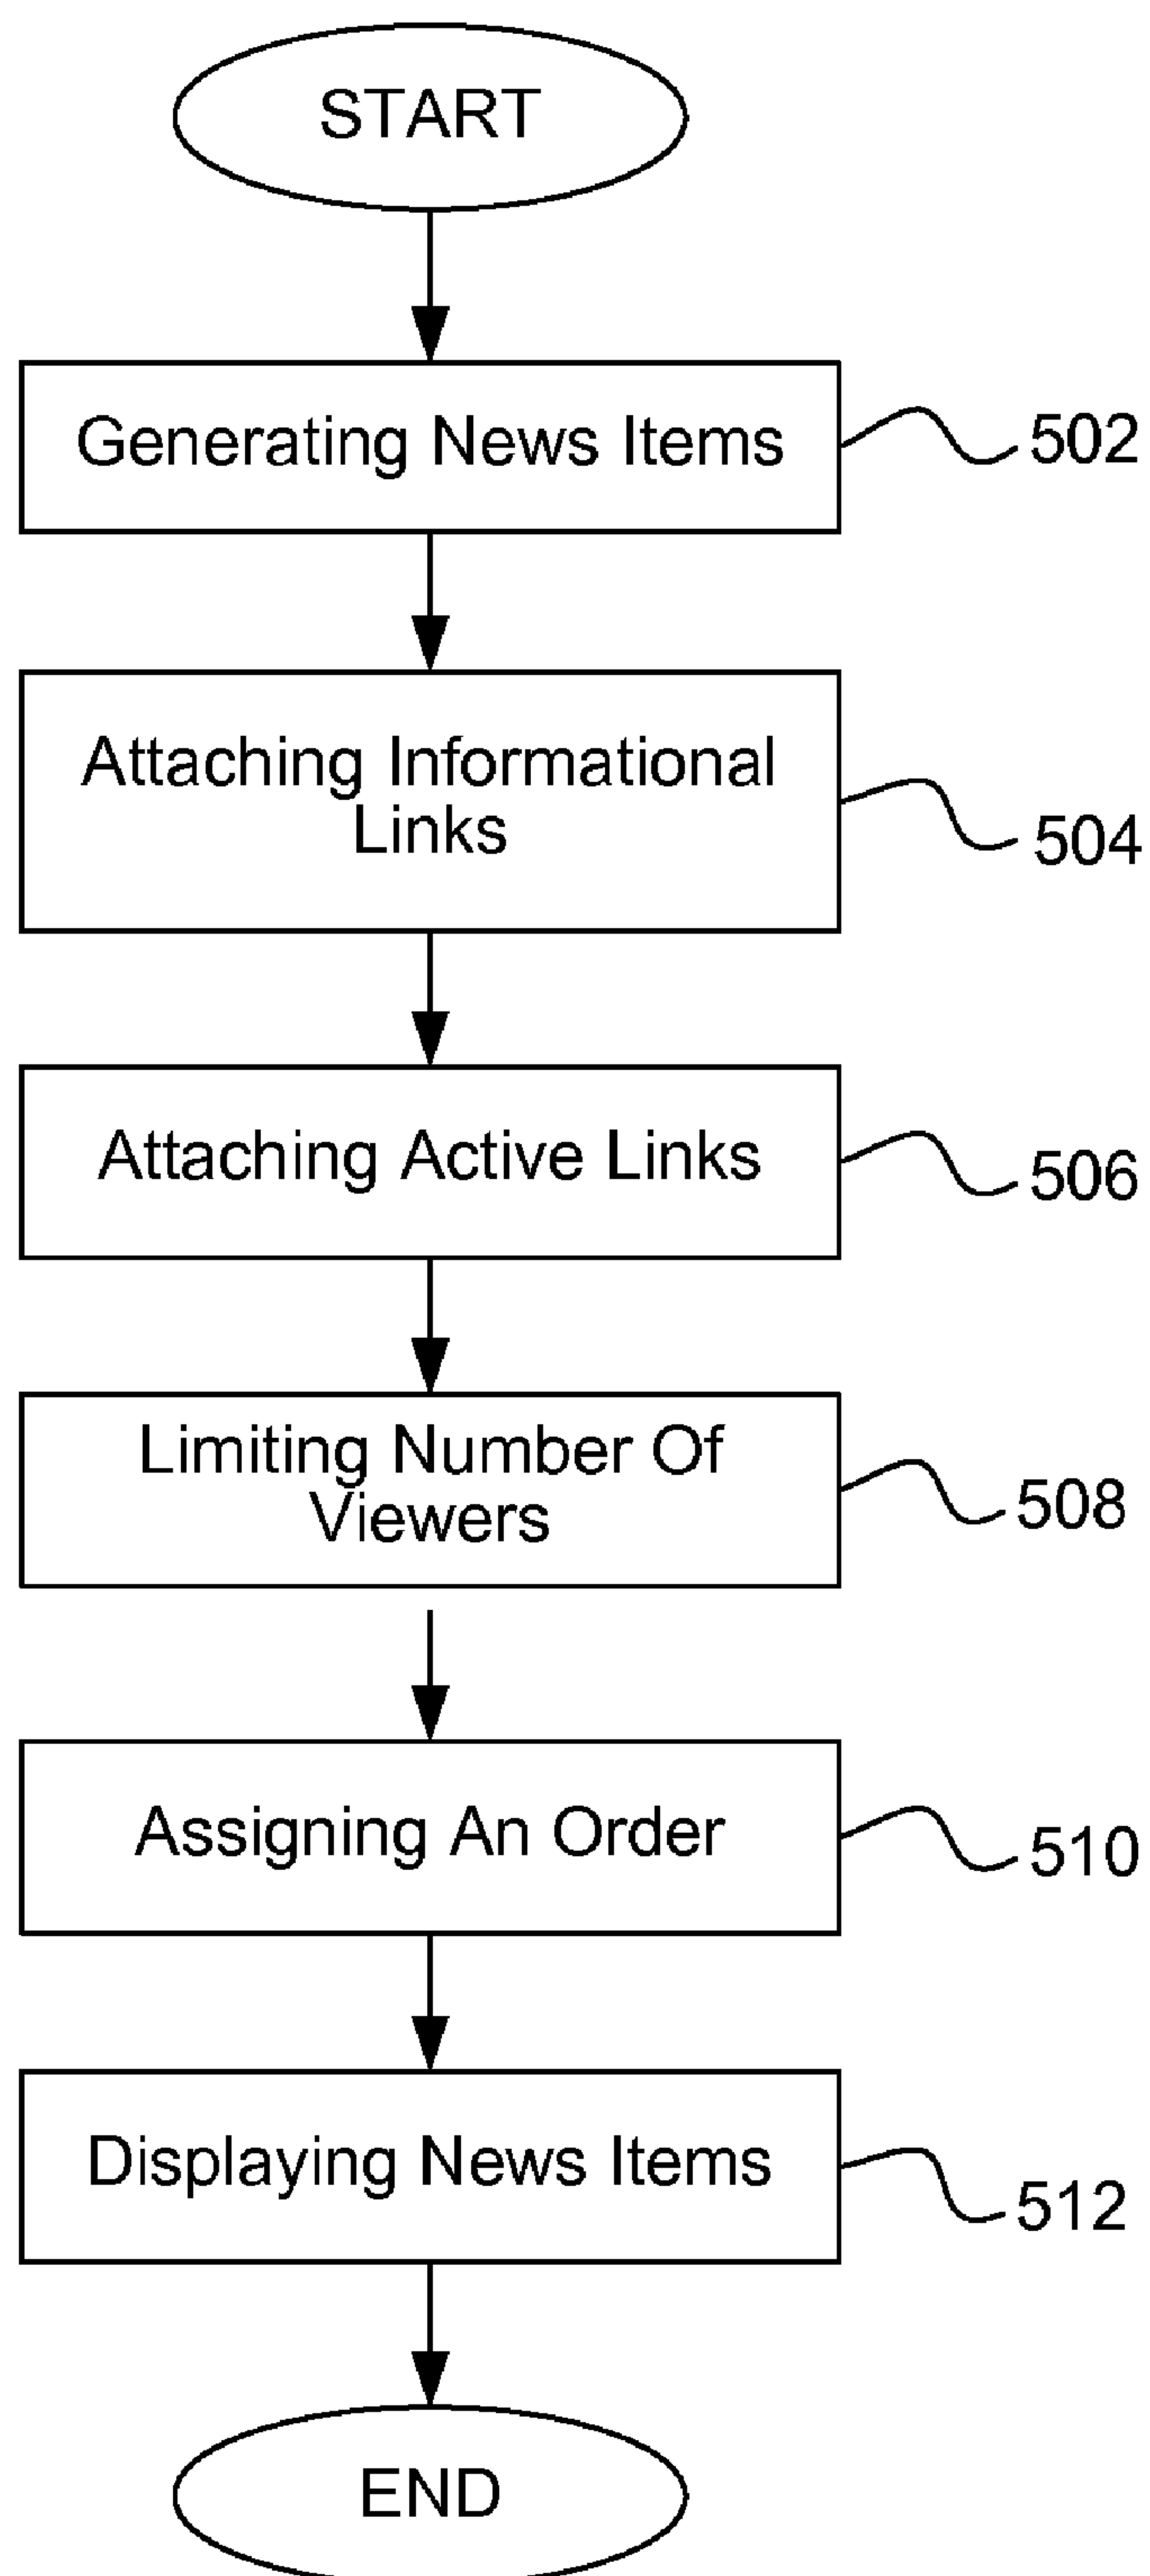 START
Generating News Items
502
Attaching Informational
Links
504
Attaching Active Links
506
Limiting Number Of
Viewers
508
Assigning An Order
510
Displaying News Items
512
END